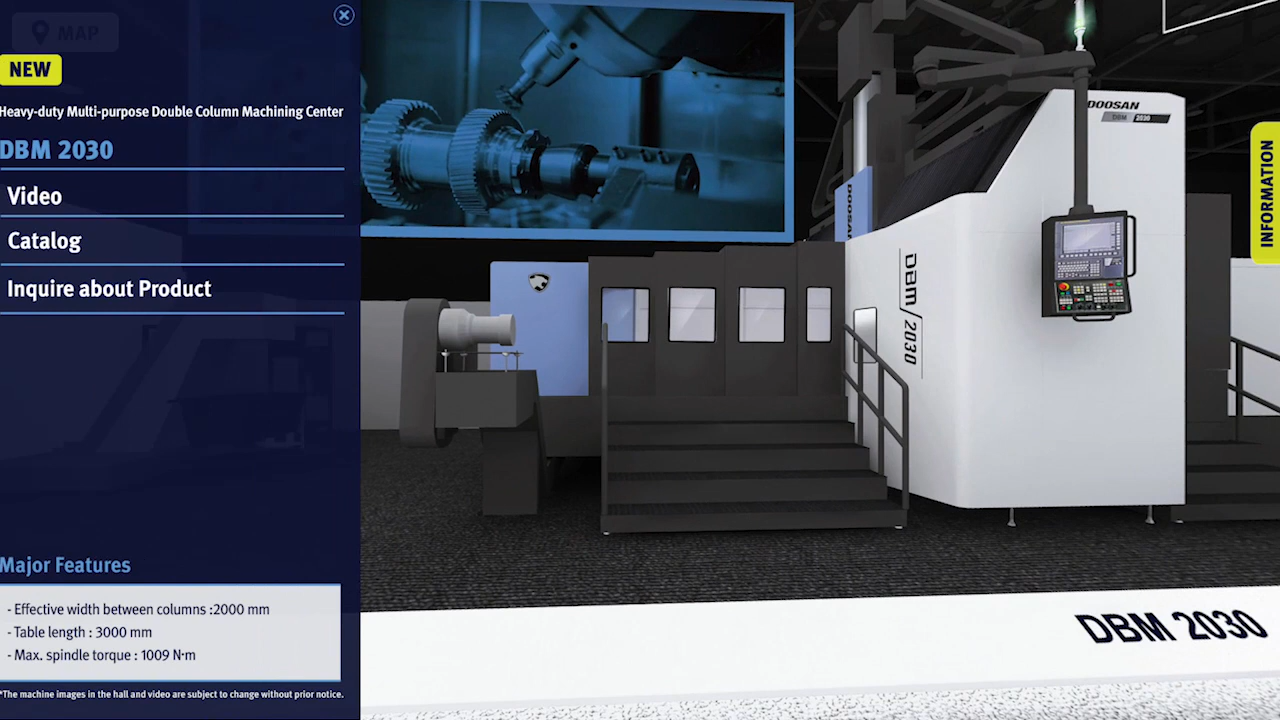 MAP
NEW
Heavy-duty Multi-purpose Double Column Machining Center
DBM 2030
Video
Catalog
Inquire about Product
Major Features
- Effective width between columns :2000 mm
- Table length : 3000 mm
- Max. spindle torque : 1009 N·m
*The machine images in the hall and video are subject to change without prior notice.
DOOSAN
DBM 2030
DOOSAN
DBM/2030
INFORMATION
DBM 2030